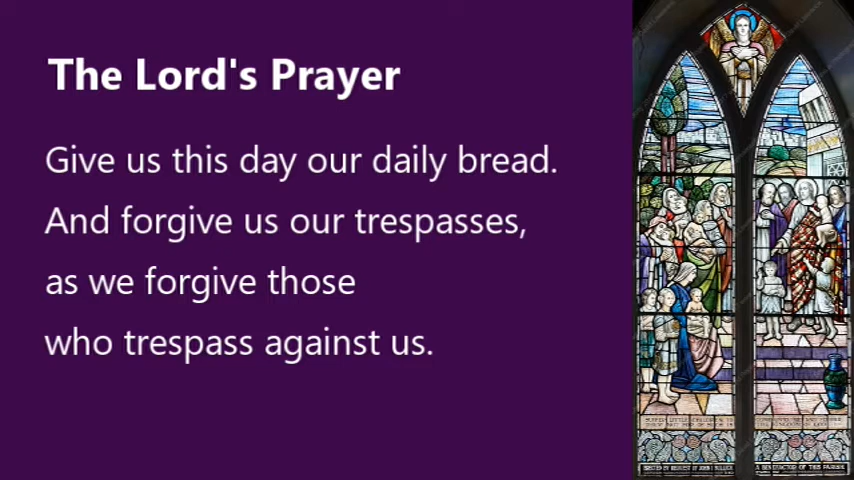 The Lord's Prayer
Give us this day our daily bread.
And forgive us our trespasses,
as we forgive those
who trespass against us.